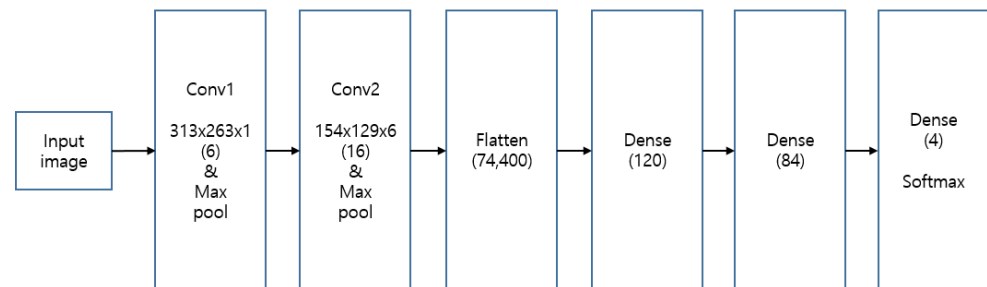 Input
image
Conv1
313x263x1
(6)
&
Max
pool
Conv2
154x129x6
(16)
&
Max
pool
Flatten
(74,400)
Dense
(120)
Dense
(84)
Dense
(4)
Softmax